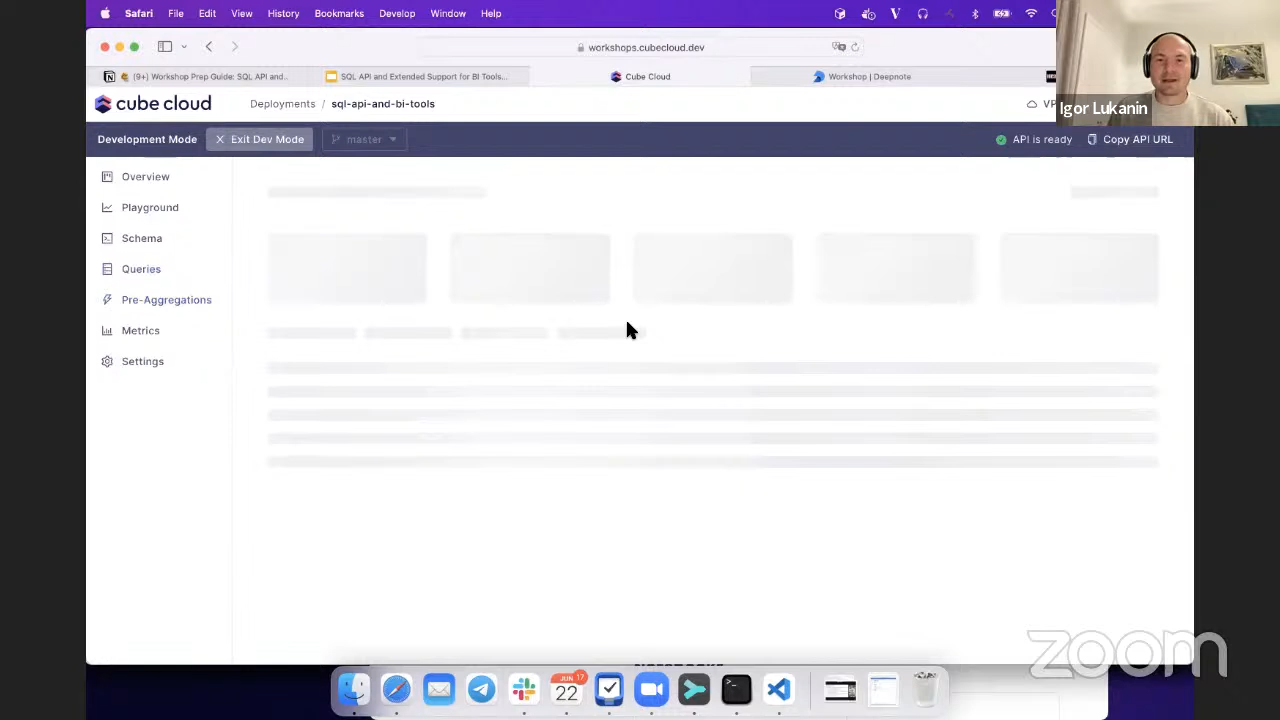 Safari File Edit View History Bookmarks Develop Window Help
workshops.cubecloud.dev
(9+) Workshop Prep Guide: SQL API and...
SQL API and Extended Support for BI Tools...
Cube Cloud
Workshop | Deepnote
cube cloud
Deployments / sql-api-and-bi-tools
Igor Lukanin
Development Mode
Exit Dev Mode
master
API is ready
Copy API URL
Overview
Playground
Schema
Queries
Pre-Aggregations
Metrics
Settings
zoom
JUN 17
22